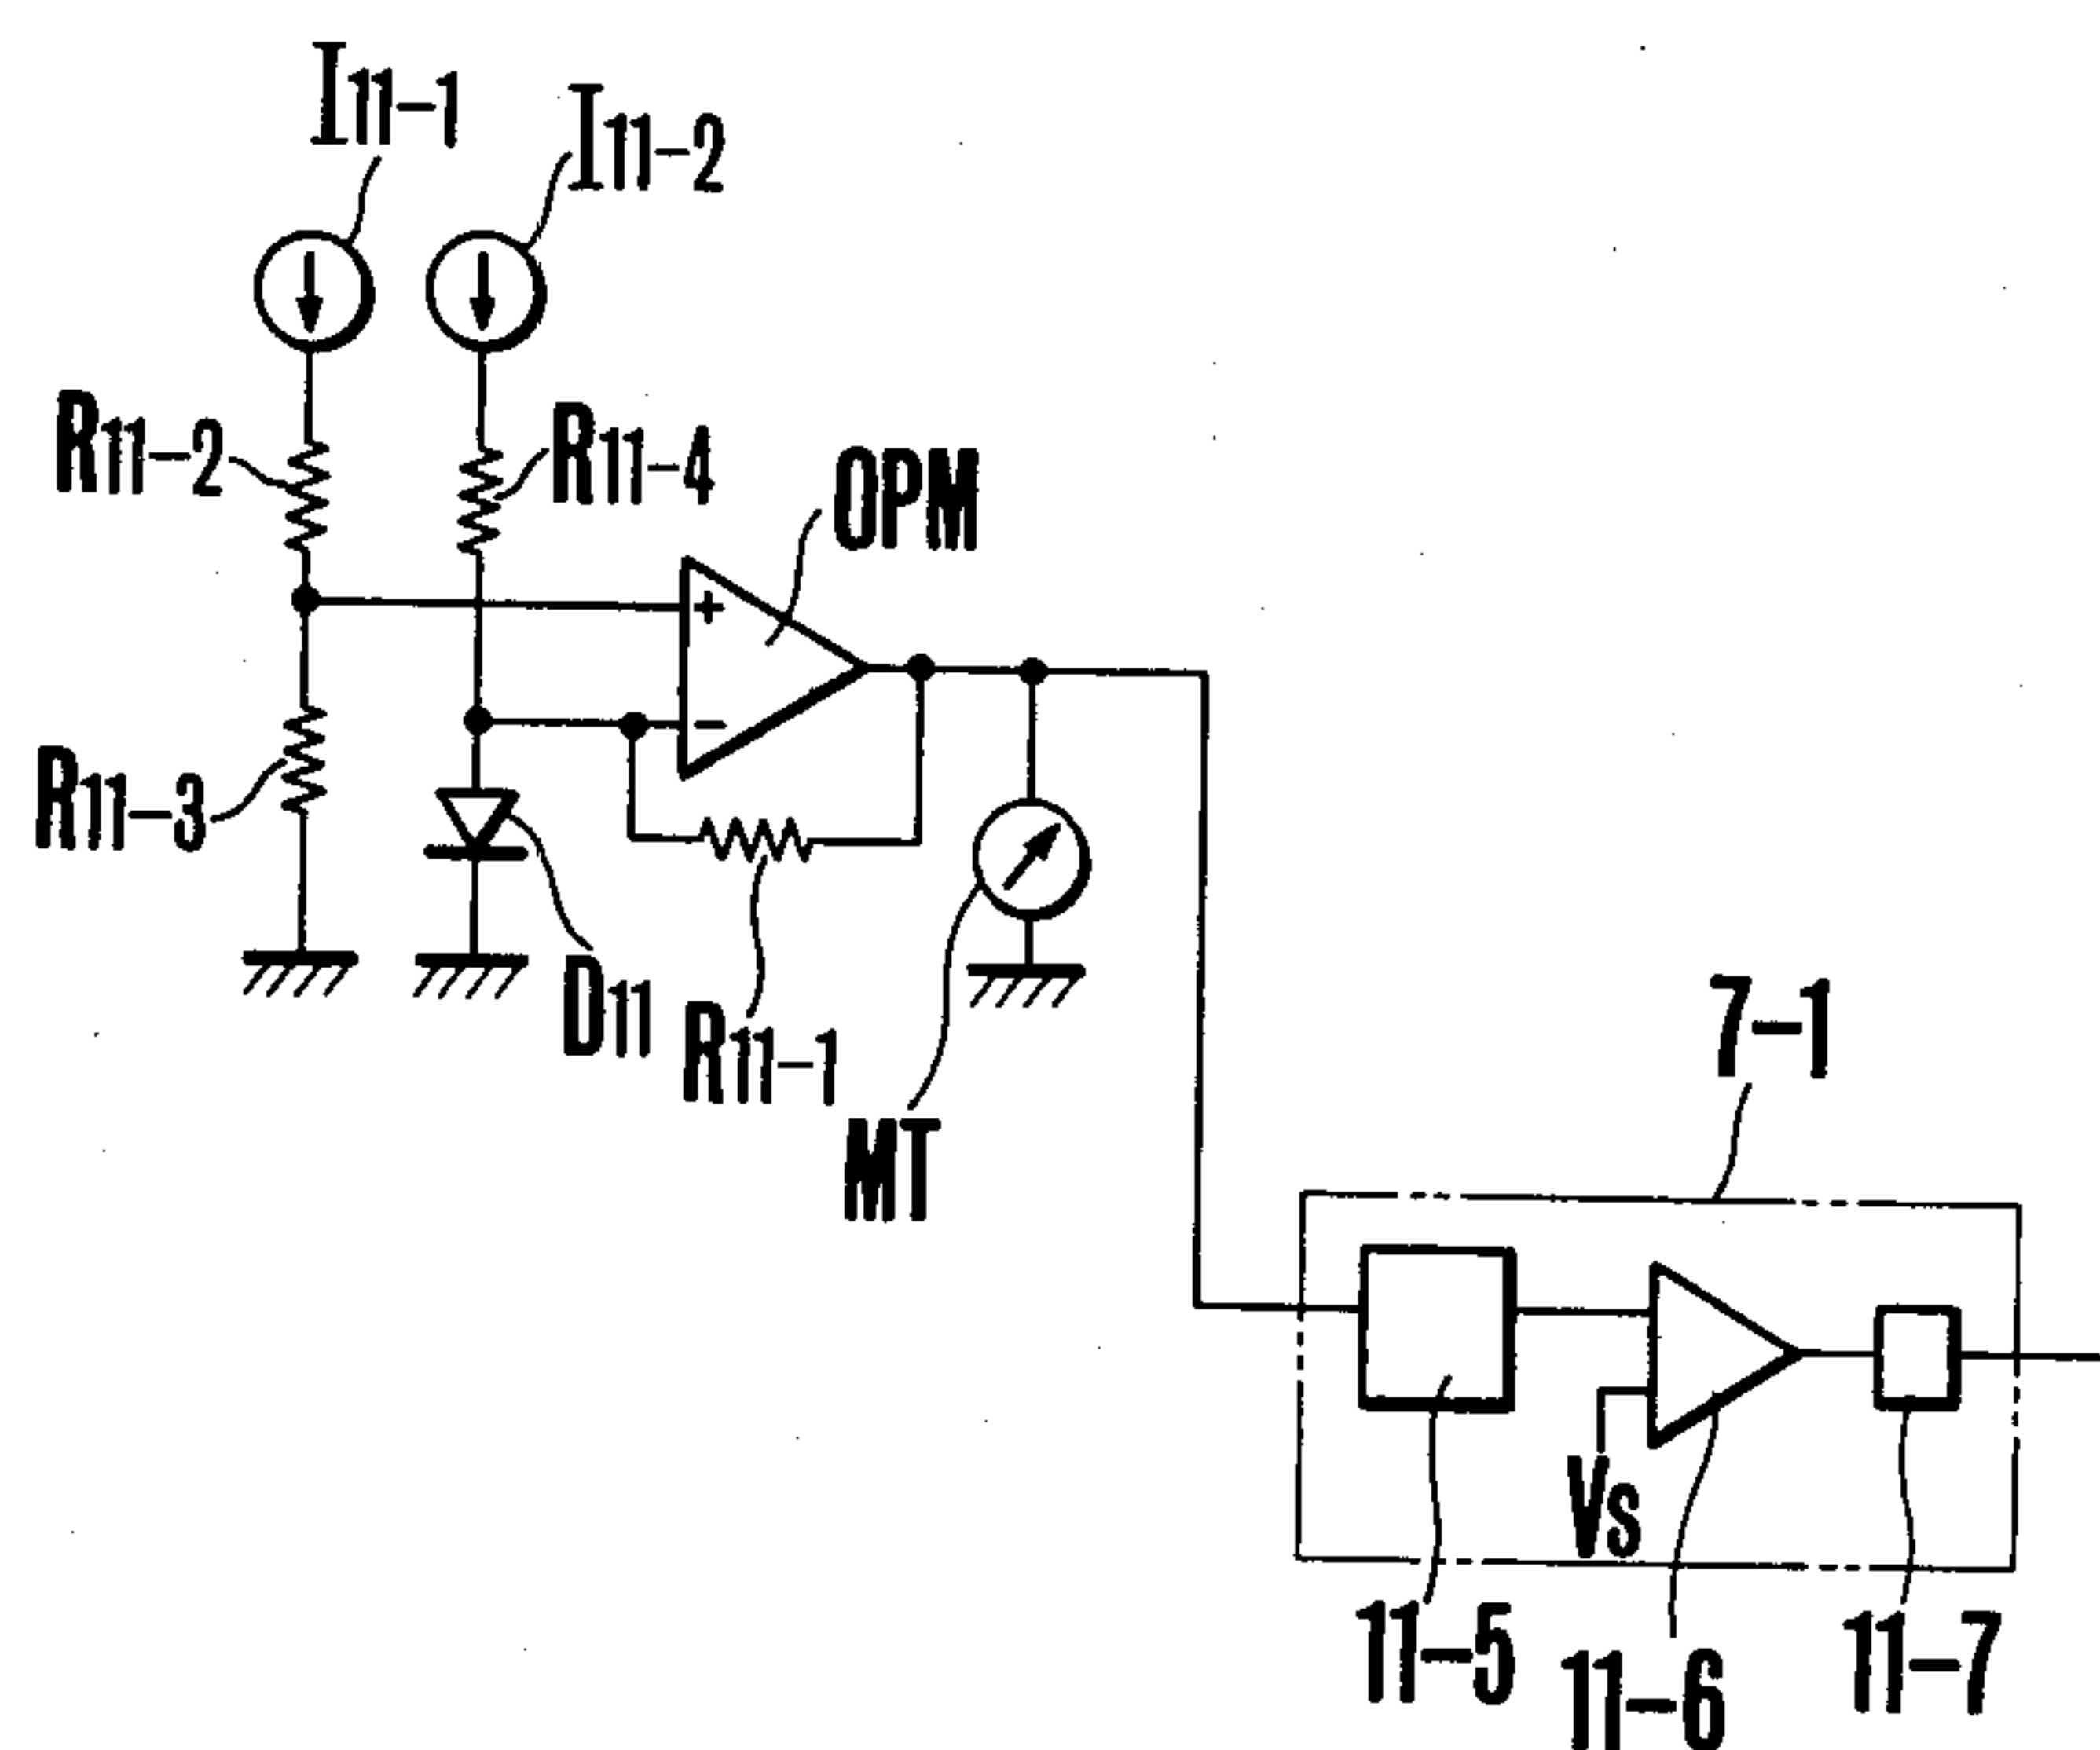 I11-1
I11-2
R11-2
R11-4
OPM
+
−
R11-3
D11
R11-1
MT
7-1
Vs
11-5
11-6
11-7